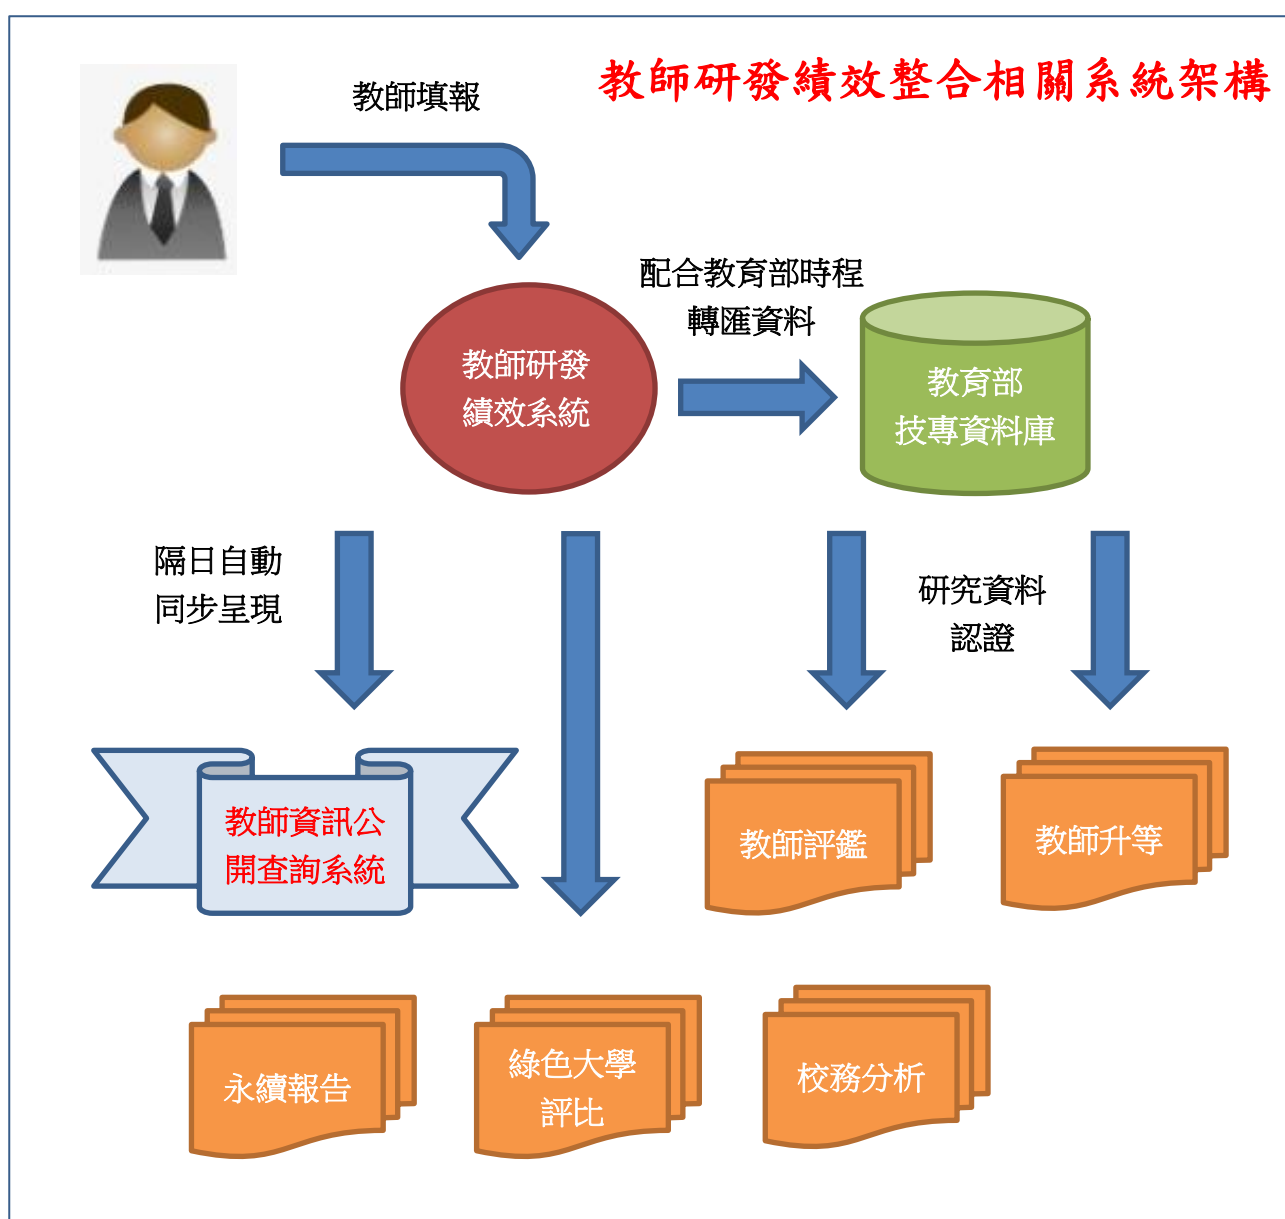 教師研發績效整合相關系統架構
教師填報
配合教育部時程
轉匯資料
教師研發
績效系統
教育部
技專資料庫
隔日自動
同步呈現
研究資料
認證
教師資訊公
開查詢系統
教師評鑑
教師升等
永續報告
綠色大學
評比
校務分析